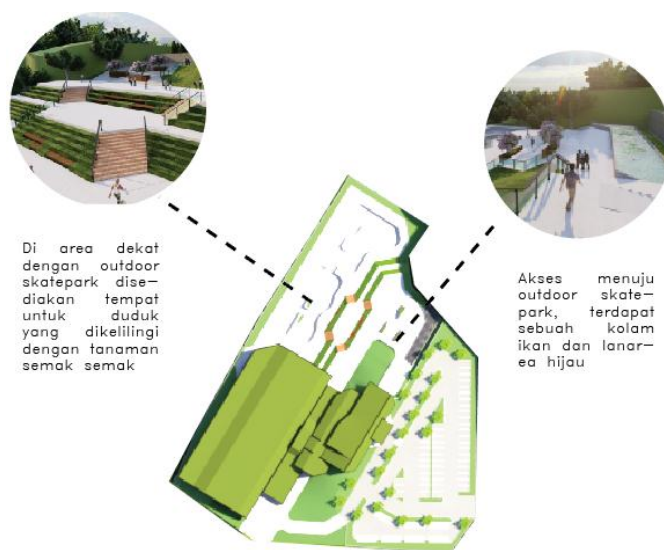 Di area dekat
dengan outdoor
skatepark dise-
diakan tempat
untuk duduk
yang dikelilingi
dengan tanaman
semak semak
Akses menuju
outdoor skate-
park, terdapat
sebuah kolam
ikan dan lanar-
ea hijau